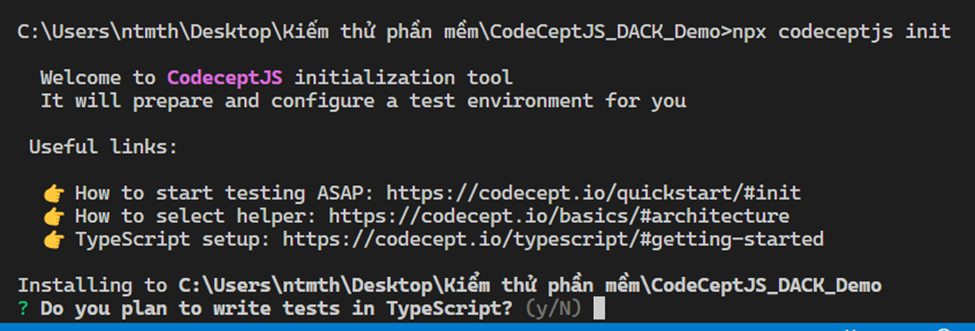 C:\Users\ntmth\Desktop\Kiếm thử phần mềm\CodeCeptJS_DACK_Demo>npx codeceptjs init
Welcome to CodeceptJS initialization tool
It will prepare and configure a test environment for you
Useful links:
👉 How to start testing ASAP: https://codecept.io/quickstart/#init
👉 How to select helper: https://codecept.io/basics/#architecture
👉 TypeScript setup: https://codecept.io/typescript/#getting-started
Installing to C:\Users\ntmth\Desktop\Kiểm thử phần mềm\CodeCeptJS_DACK_Demo
? Do you plan to write tests in TypeScript? (y/N)